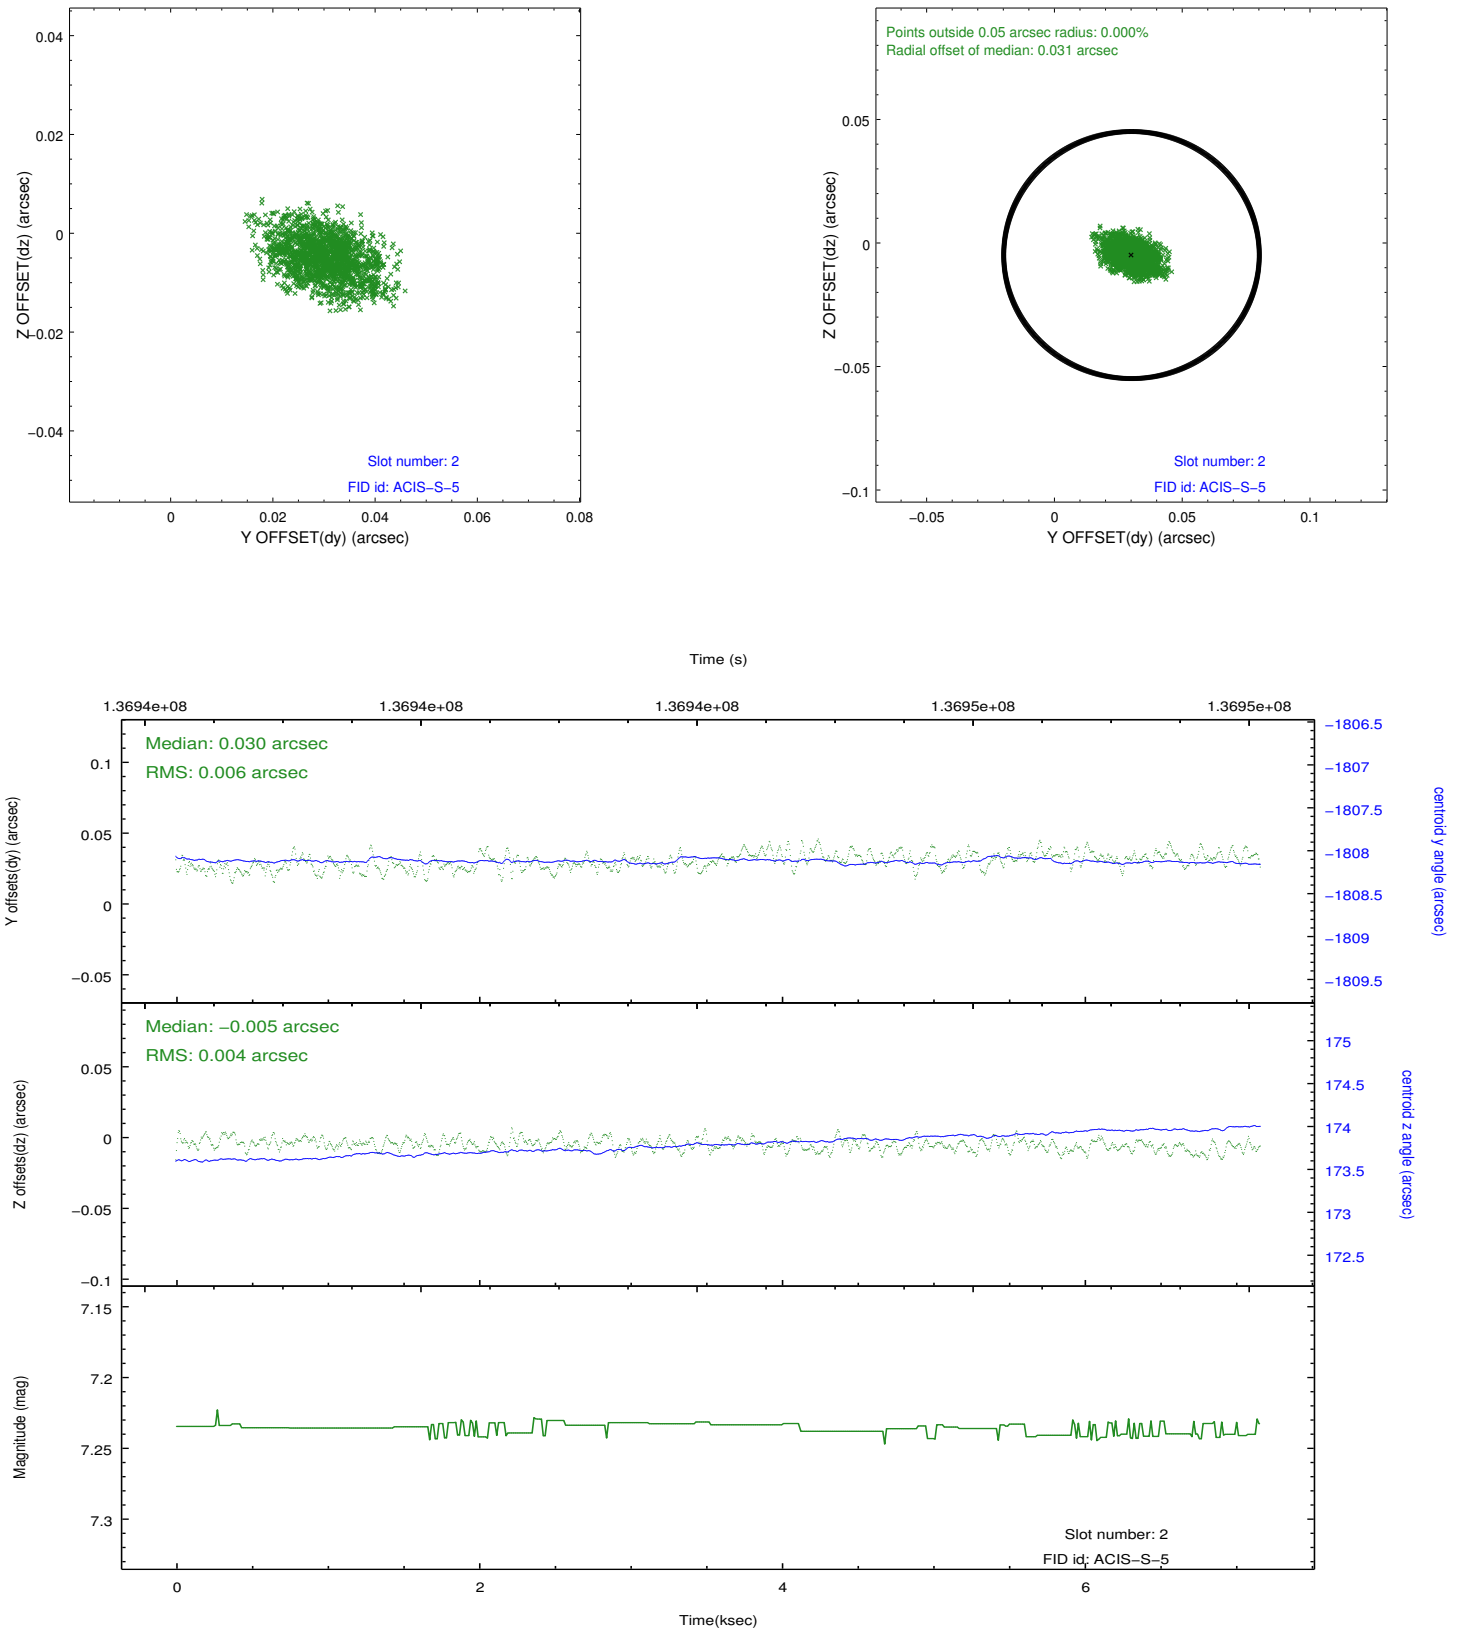 0.04
0.02
0
−0.02
−0.04
Z OFFSET(dz) (arcsec)
Slot number: 2
FID id: ACIS−S−5
0 0.02 0.04 0.06 0.08
Y OFFSET(dy) (arcsec)
Points outside 0.05 arcsec radius: 0.000%
Radial offset of median: 0.031 arcsec
0.05
0
−0.05
−0.1
Z OFFSET(dz) (arcsec)
Slot number: 2
FID id: ACIS−S−5
−0.05 0 0.05 0.1
Y OFFSET(dy) (arcsec)
Time (s)
1.3694e+08 1.3694e+08 1.3694e+08 1.3695e+08 1.3695e+08
Median: 0.030 arcsec
RMS: 0.006 arcsec
0.1
0.05
0
−0.05
Y offsets(dy) (arcsec)
−1806.5
−1807
−1807.5
−1808
−1808.5
−1809
−1809.5
centroid y angle (arcsec)
Median: −0.005 arcsec
RMS: 0.004 arcsec
0.05
0
−0.05
−0.1
Z offsets(dz) (arcsec)
175
174.5
174
173.5
173
172.5
centroid z angle (arcsec)
7.15
7.2
7.25
7.3
Magnitude (mag)
Slot number: 2
FID id: ACIS−S−5
0 2 4 6
Time(ksec)